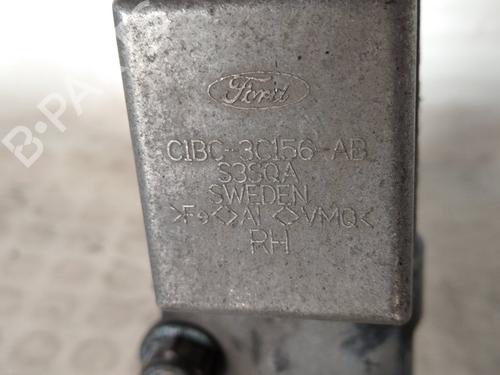 Ford
C1BC-3C156-AB
S3SQA
SWEDEN
>Fe<>Al<>VMQ<
RH
B-PA